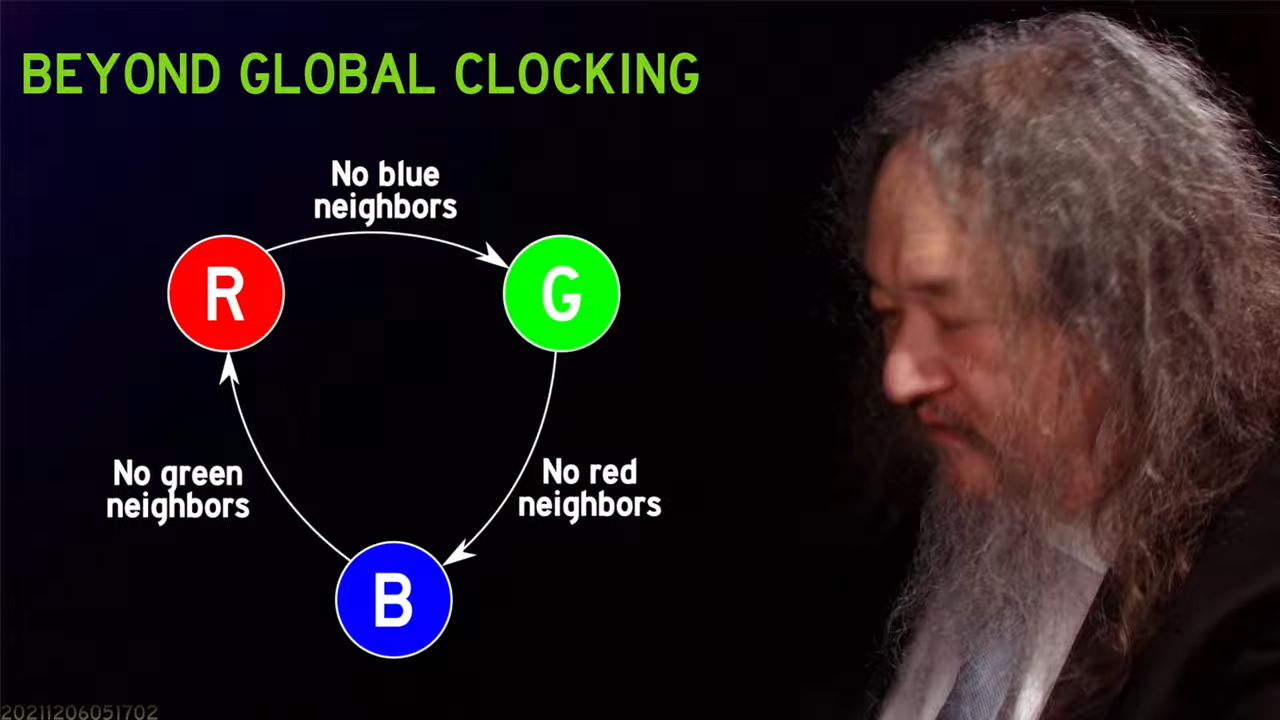 BEYOND GLOBAL CLOCKING
No blue
neighbors
R
G
No green
neighbors
No red
neighbors
B
20211206051702